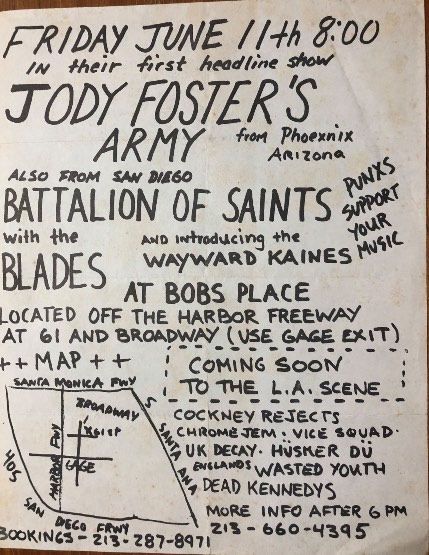 FRIDAY JUNE 11th 8:00
IN their first headline show
JODY FOSTER'S
ARMY
from Phoexnix
ARIZONA
ALSO FROM SAN DIEGO
BATTALION OF SAINTS
PUNXS
SUPPORT
YOUR
MUSIC
with the
BLADES
AND introducing the
WAYWARD KAINES
AT BOBS PLACE
LOCATED OFF THE HARBOR FREEWAY
AT 61 AND BROADWAY (USE GAGE EXIT)
++ MAP ++
SANTA MONICA FWY
BROADWAY
HARBOR FWY
X61ST
GAGE
405
SANTA ANA
SAN DIEGO FRWY
COMING SOON
TO THE L.A. SCENE
COCKNEY REJECTS
CHRON JEM. VICE SQUAD.
UK DECAY. HÜSKER DÜ
ENGLANDS WASTED YOUTH
DEAD KENNEDYS
MORE INFO AFTER 6 PM
213-660-4395
BOOKINGS - 213-287-8971